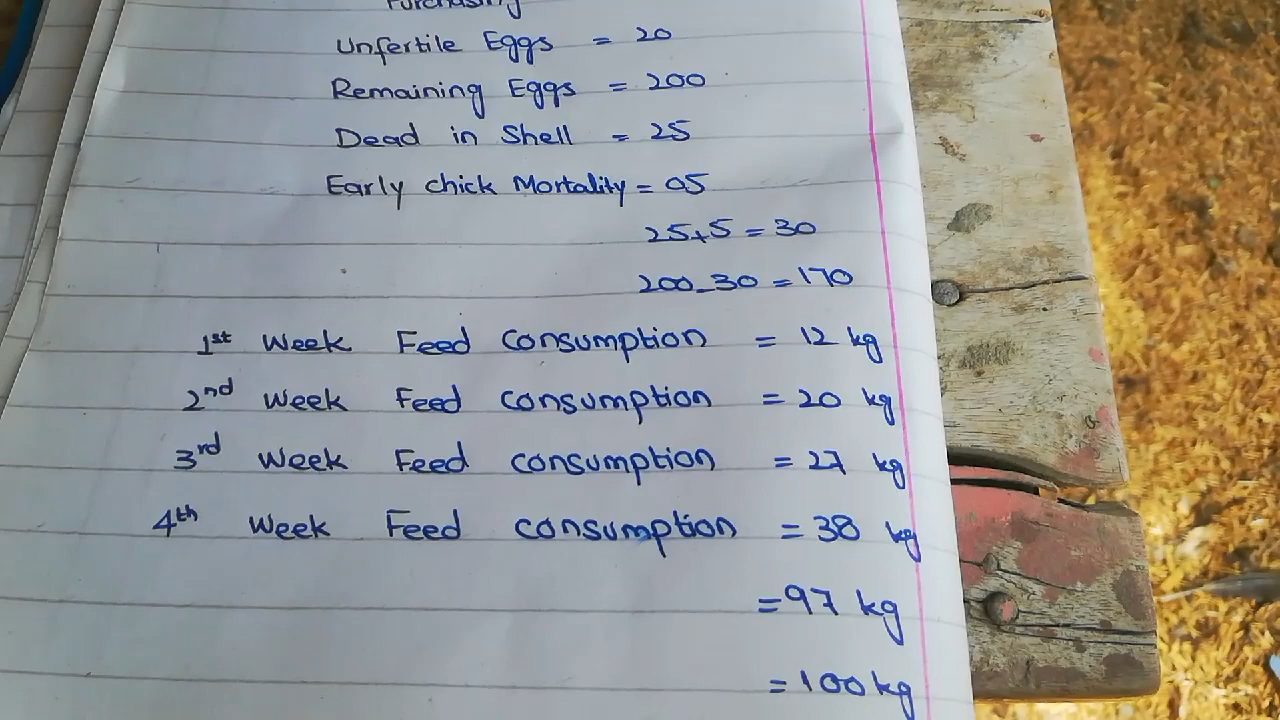 Purchasing
Unfertile Eggs = 20
Remaining Eggs = 200
Dead in Shell = 25
Early chick Mortality = 05
25+5 = 30
200-30 = 170
1st Week Feed Consumption = 12 kg
2nd Week Feed Consumption = 20 kg
3rd Week Feed Consumption = 27 kg
4th Week Feed Consumption = 38 kg
= 97 kg
= 100 kg